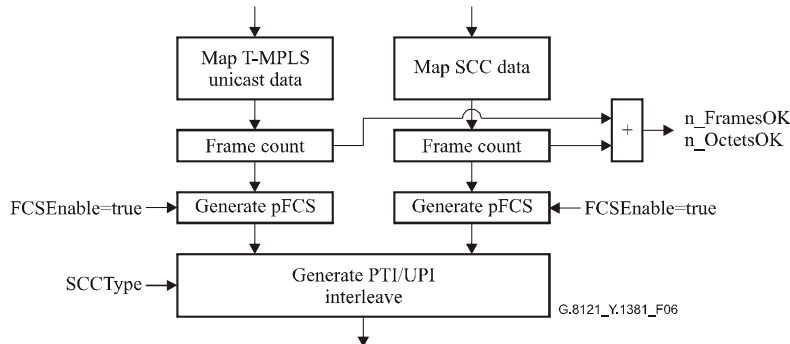 Map T-MPLS
unicast data
Map SCC data
n_FramesOK
n_OctetsOK
+
Frame count
Frame count
FCSEnable=true
Generate pFCS
Generate pFCS
FCSEnable=true
SCCType
Generate PTI/UPI
interleave
G.8121_Y.1381_F06